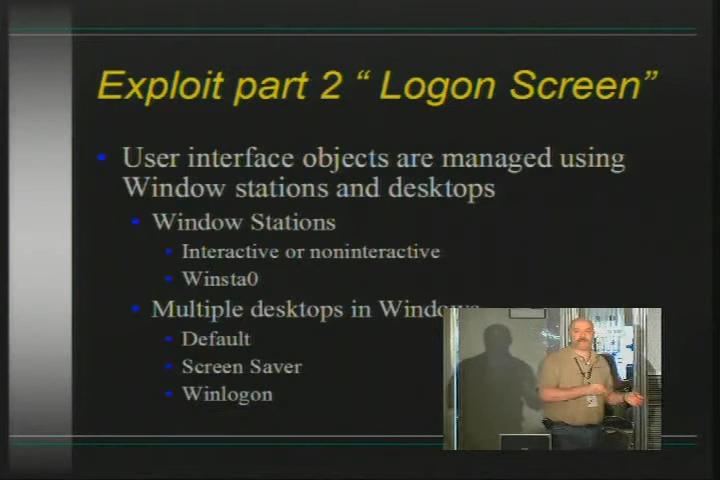 Exploit part 2 “ Logon Screen”
• User interface objects are managed using
Window stations and desktops
• Window Stations
• Interactive or noninteractive
• Winsta0
• Multiple desktops in Windows
• Default
• Screen Saver
• Winlogon